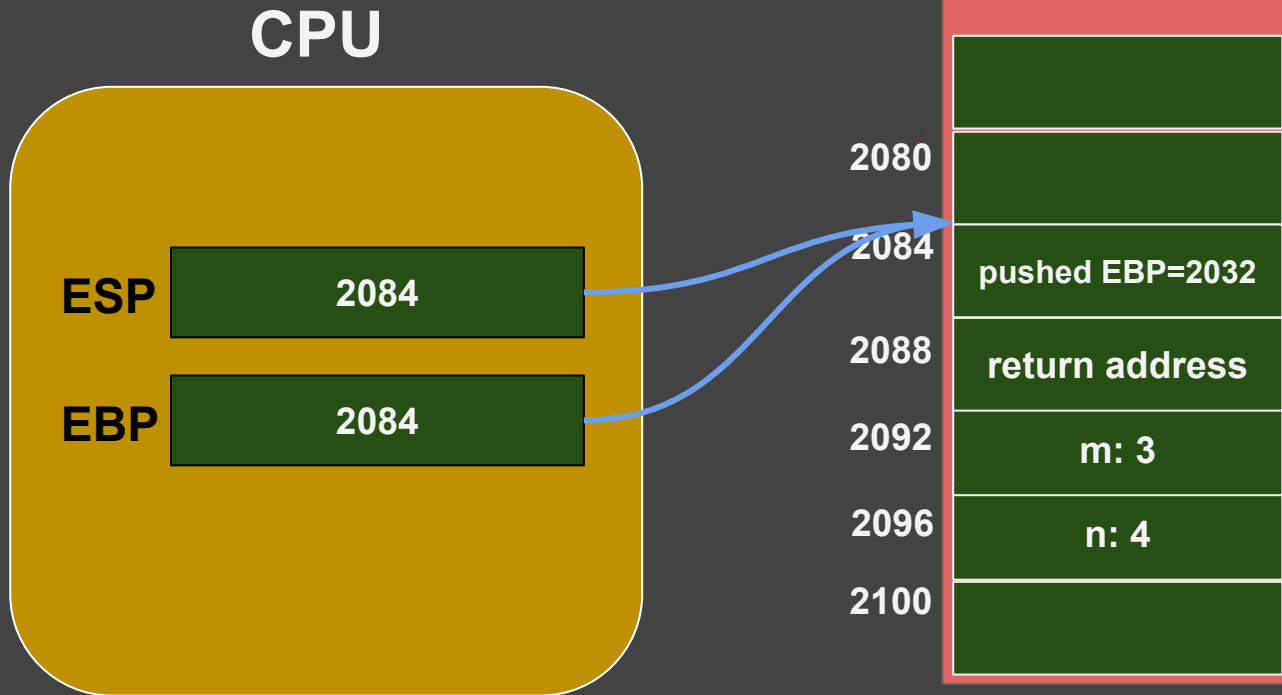 CPU
ESP
2084
EBP
2084
2080
2084
pushed EBP=2032
2088
return address
2092
m: 3
2096
n: 4
2100